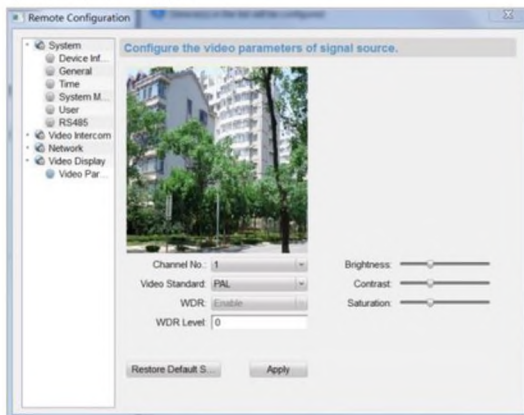 Remote Configuration
System
Device Inf...
General
Time
System M...
User
RS485
Video Intercom
Network
Video Display
Video Par...
Configure the video parameters of signal source.
Channel No.: 1
Video Standard: PAL
WDR: Enable
WDR Level: 0
Brightness:
Contrast:
Saturation:
Restore Default S...
Apply